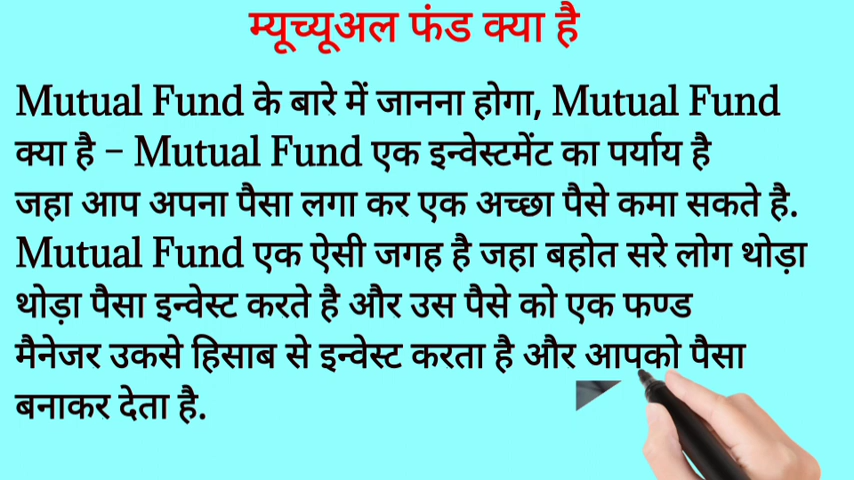 म्यूच्यूअल फंड क्या है
Mutual Fund के बारे में जानना होगा, Mutual Fund
क्या है – Mutual Fund एक इन्वेस्टमेंट का पर्याय है
जहा आप अपना पैसा लगा कर एक अच्छा पैसे कमा सकते है.
Mutual Fund एक ऐसी जगह है जहा बहोत सरे लोग थोड़ा
थोड़ा पैसा इन्वेस्ट करते है और उस पैसे को एक फण्ड
मैनेजर उकसे हिसाब से इन्वेस्ट करता है और आपको पैसा
बनाकर देता है.